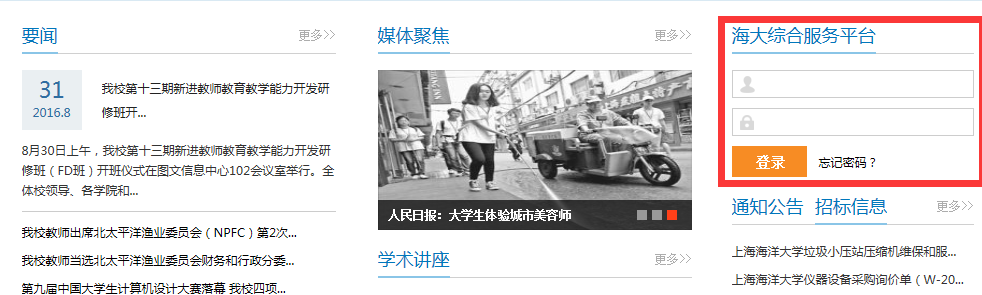 要闻
更多>>
31
2016.8
我校第十三期新进教师教育教学能力开发研
修班开...
8月30日上午，我校第十三期新进教师教育教学能力开发研
修班（FD班）开班仪式在图文信息中心102会议室举行。全
体校领导、各学院和...
我校教师出席北太平洋渔业委员会（NPFC）第2次...
我校教师当选北太平洋渔业委员会财务和行政分委...
第九届中国大学生计算机设计大赛落幕 我校四项...
媒体聚焦
更多>>
人民日报：大学生体验城市美容师
学术讲座
更多>>
海大综合服务平台
登录
忘记密码？
通知公告
招标信息
更多>>
上海海洋大学垃圾小压站压缩机维保和服...
上海海洋大学仪器设备采购询价单（W-20...